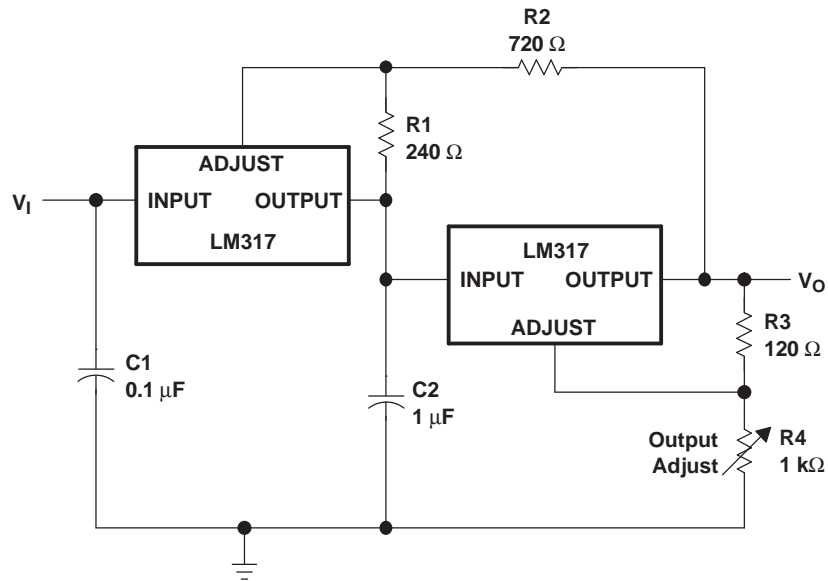 R2
720 Ω
R1
240 Ω
ADJUST
V_I
INPUT OUTPUT
LM317
LM317
INPUT OUTPUT
ADJUST
V_O
R3
120 Ω
C1
0.1 μF
C2
1 μF
Output
Adjust
R4
1 kΩ